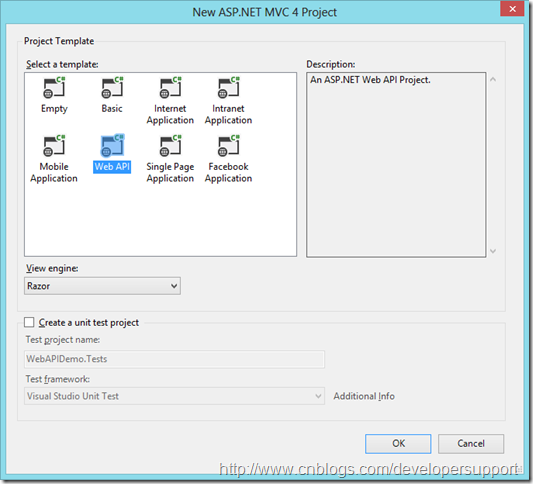 New ASP.NET MVC 4 Project
Project Template
Select a template:
Description:
C# C# C# C#
Empty Basic Internet Application Intranet Application
An ASP.NET Web API Project.
C# C# C# C#
Mobile Application Web API Single Page Application Facebook Application
View engine:
Razor
Create a unit test project
Test project name:
WebAPIDemo.Tests
Test framework:
Visual Studio Unit Test
Additional Info
OK Cancel
http://www.cnblogs.com/developersupport